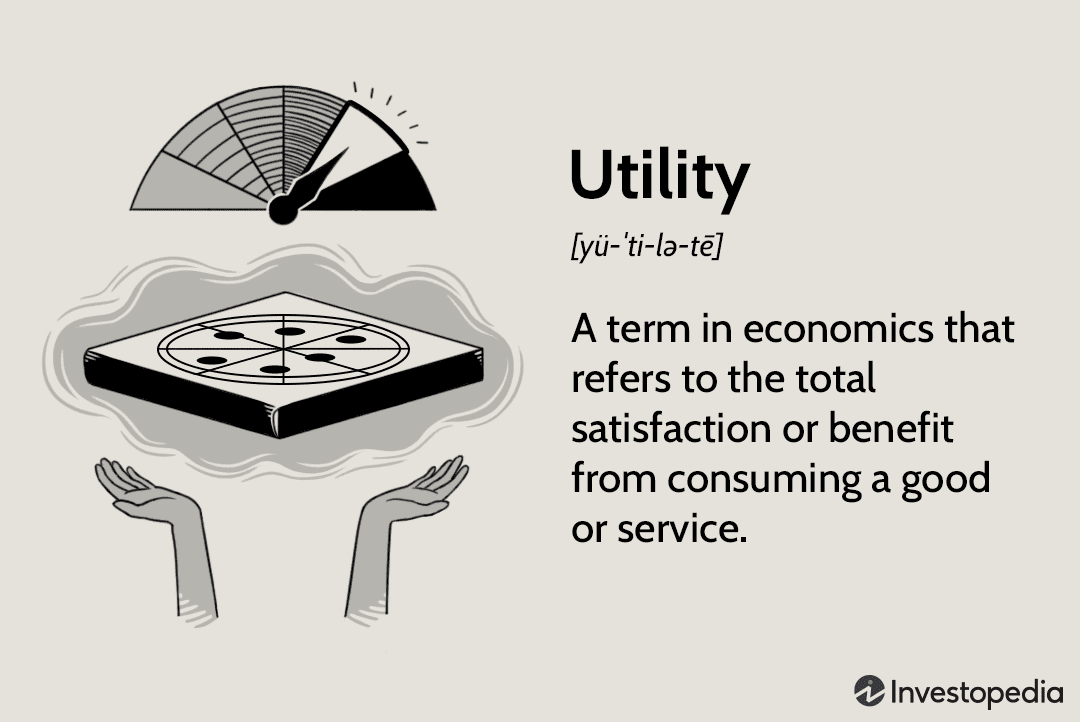 Utility
[yü-ˈti-lə-tē]
A term in economics that
refers to the total
satisfaction or benefit
from consuming a good
or service.
Investopedia